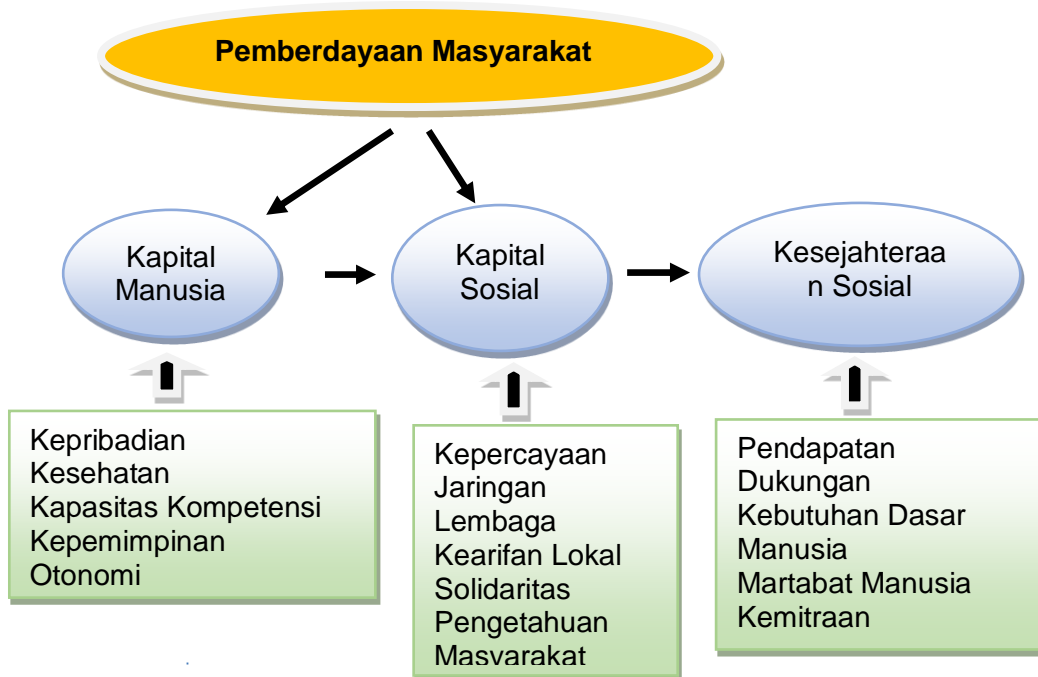 Pemberdayaan Masyarakat
Kapital
Manusia
Kapital
Sosial
Kesejahteraa
n Sosial
Kepribadian
Kesehatan
Kapasitas Kompetensi
Kepemimpinan
Otonomi
Kepercayaan
Jaringan
Lembaga
Kearifan Lokal
Solidaritas
Pengetahuan
Masyarakat
Pendapatan
Dukungan
Kebutuhan Dasar
Manusia
Martabat Manusia
Kemitraan